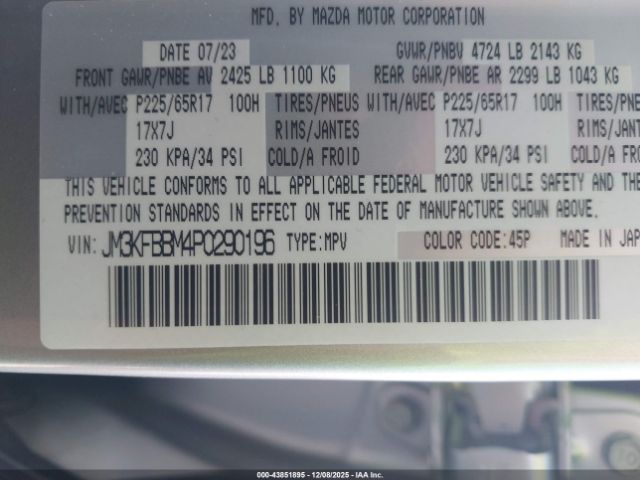 MFD. BY MAZDA MOTOR CORPORATION
DATE 07/23 GVWR/PNBV 4724 LB 2143 KG
FRONT GAWR/PNBE AV 2425 LB 1100 KG REAR GAWR/PNBE AR 2299 LB 1043 KG
WITH/AVEC P225/65R17 100H TIRES/PNEUS WITH/AVEC P225/65R17 100H TIRES/PN
17X7J RIMS/JANTES 17X7J RIMS/JA
230 KPA/34 PSI COLD/A FROID 230 KPA/34 PSI COLD/A
THIS VEHICLE CONFORMS TO ALL APPLICABLE FEDERAL MOTOR VEHICLE SAFETY AND THE
PREVENTION STANDARDS IN EFFECT ON THE DATE OF MANUFACTURE SHOWN ABOVE.
VIN: JM3KFBBM4P0290196 TYPE:MPV COLOR CODE:45P MADE IN JAP
000-43851895 - 12/08/2025 - IAA Inc.